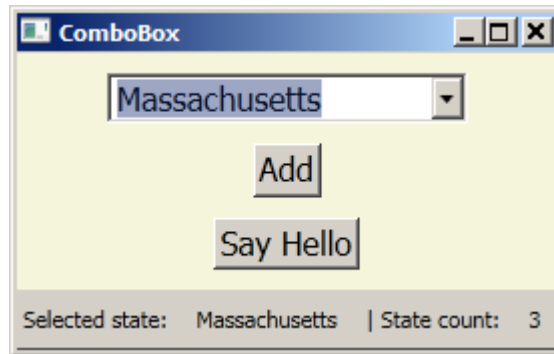 ComboBox
Massachusetts
Add
Say Hello
Selected state: Massachusetts | State count: 3